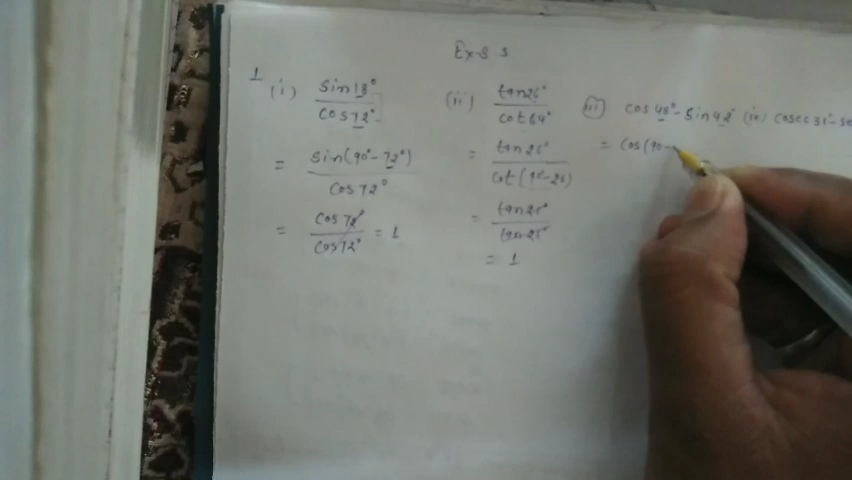 Ex 8 3
1 (i) sin18° / cos72°
= sin(90°-72°) / cos72°
= cos72° / cos72° = 1
(ii) tan26° / cot64°
= tan26° / cot(90-26)
= tan26° / tan26°
= 1
(iii) cos48° - sin42°
= cos(90-
(iv) cosec31° - se